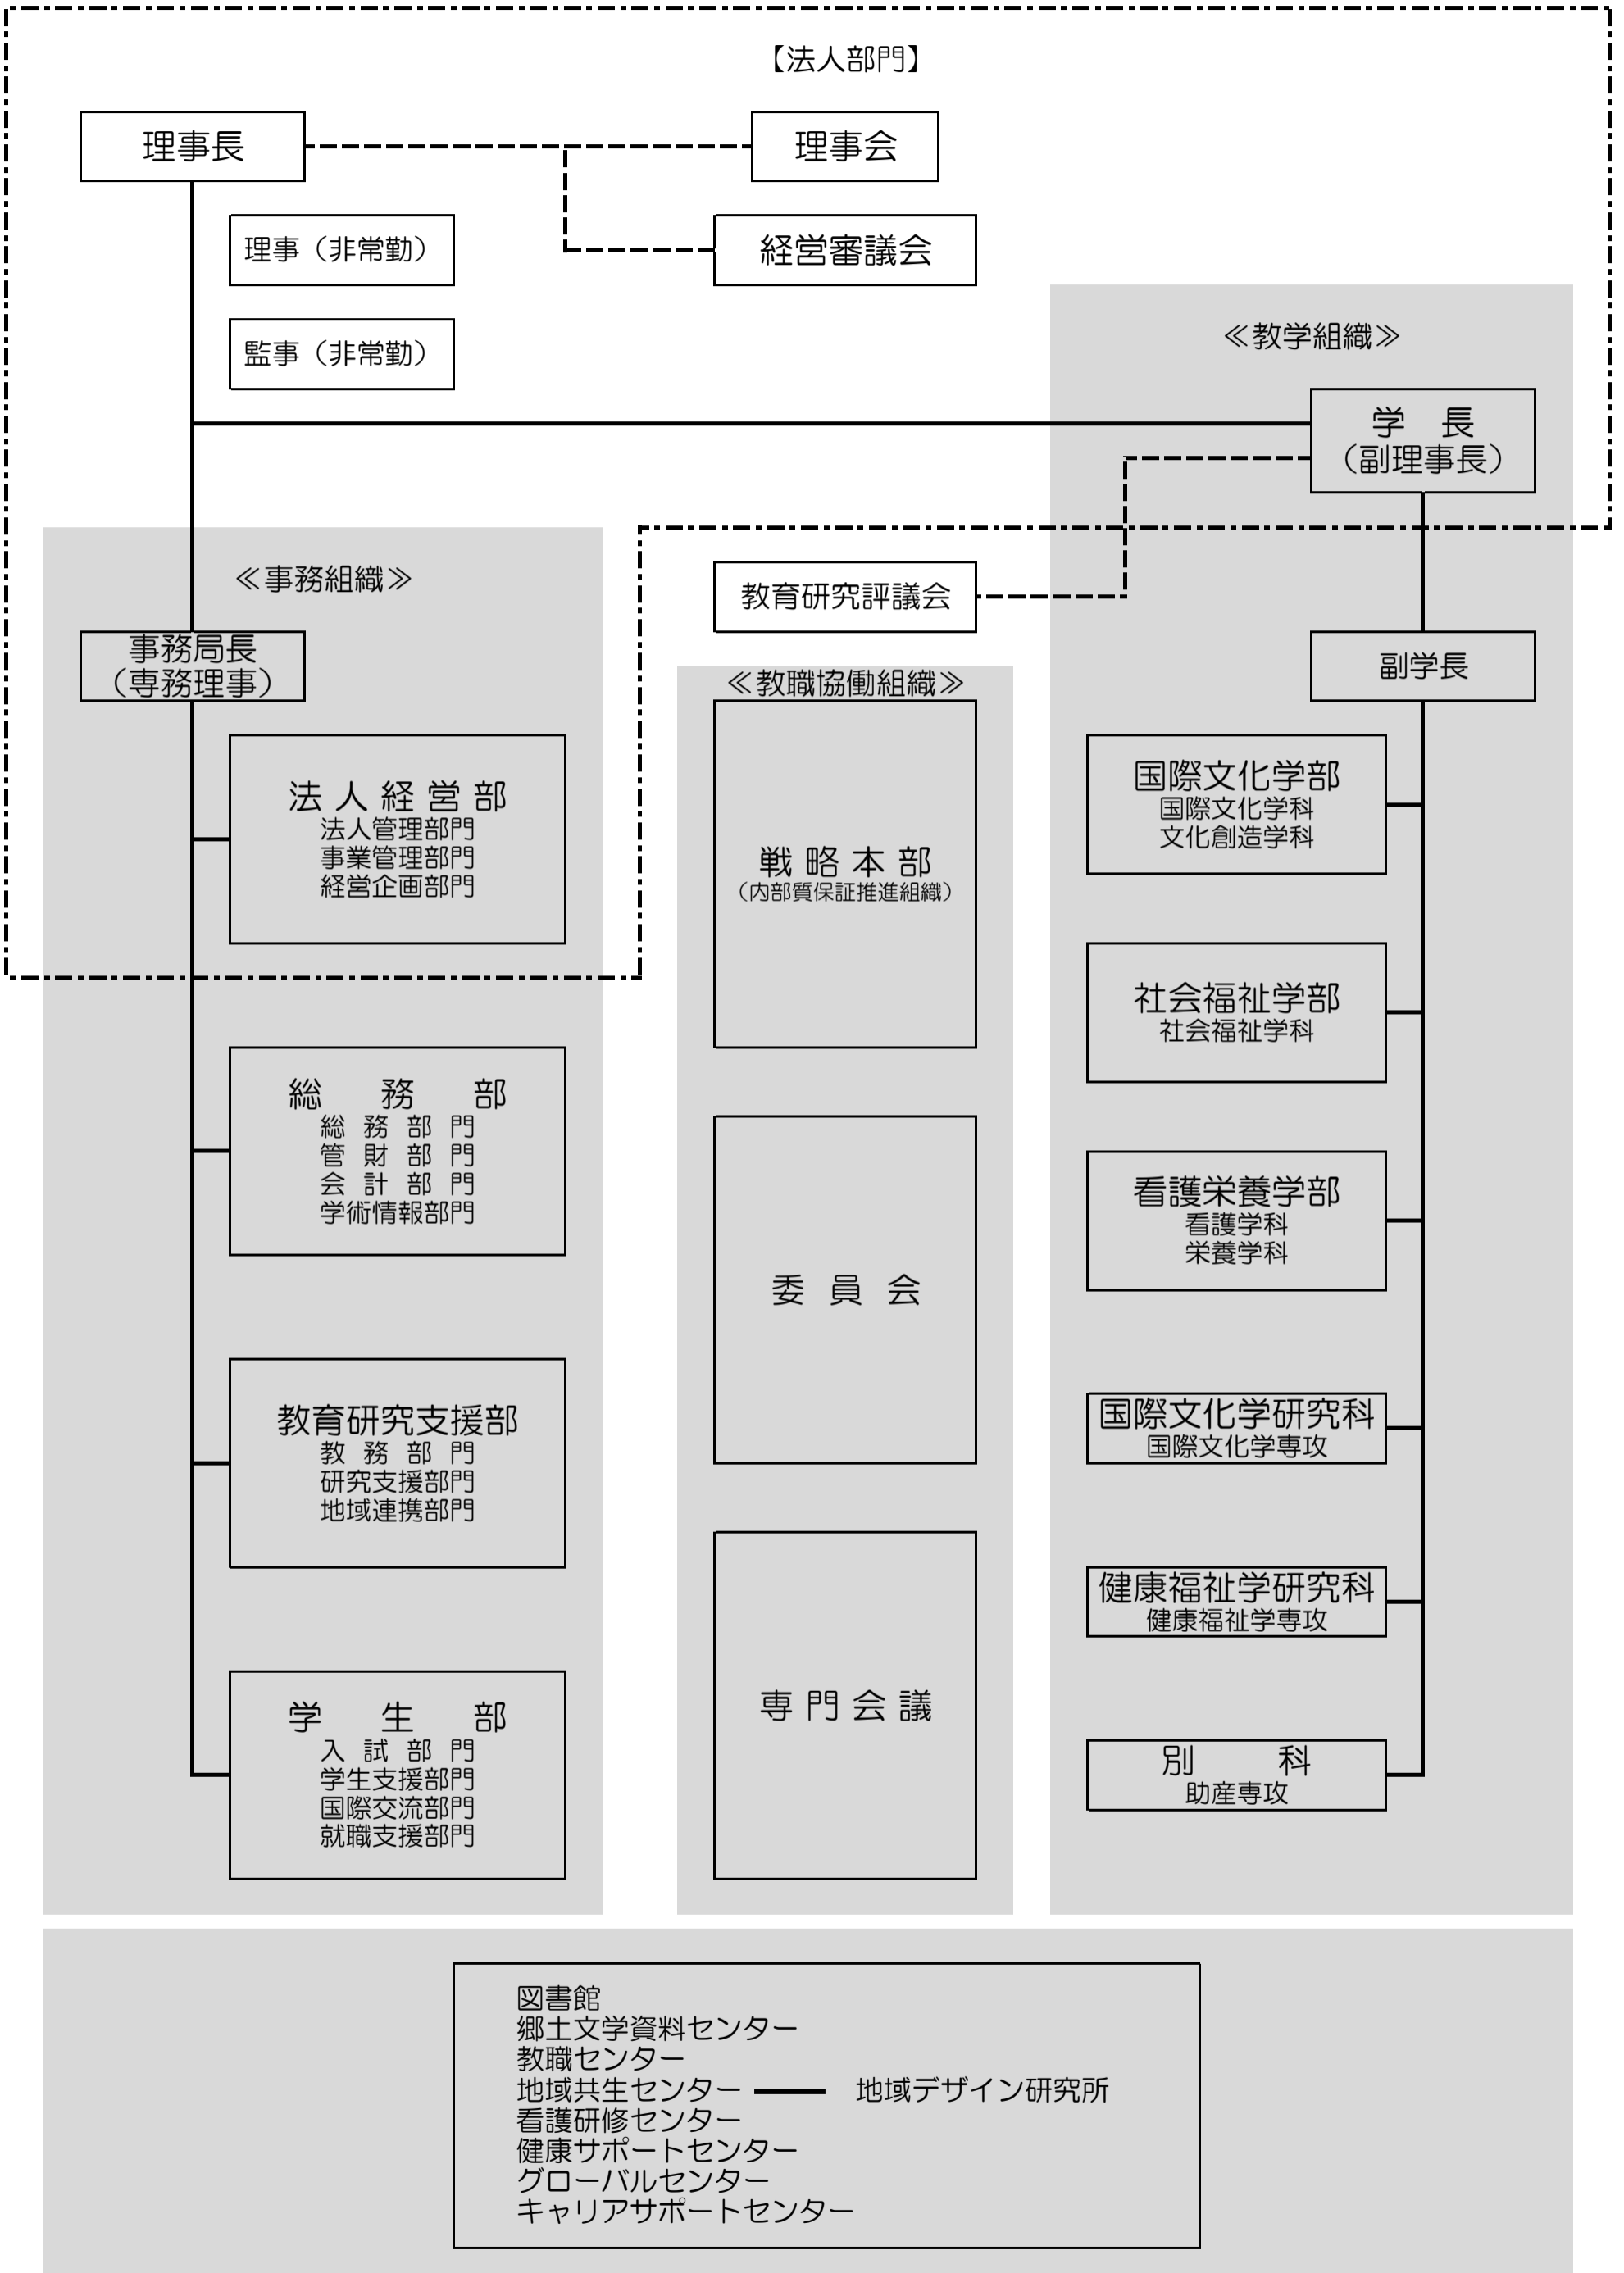 【法人部門】
理事長
理事会
理事（非常勤）
経営審議会
監事（非常勤）
≪教学組織≫
学　長
（副理事長）
≪事務組織≫
教育研究評議会
事務局長
（専務理事）
副学長
法人経営部
法人管理部門
事業管理部門
経営企画部門
総務部
総務部門
管財部門
会計部門
学術情報部門
教育研究支援部
教務部門
研究支援部門
地域連携部門
学生部
入試部門
学生支援部門
国際交流部門
就職支援部門
≪教職協働組織≫
戦略本部
（内部質保証推進組織）
委員会
専門会議
国際文化学部
国際文化学科
文化創造学科
社会福祉学部
社会福祉学科
看護栄養学部
看護学科
栄養学科
国際文化学研究科
国際文化学専攻
健康福祉学研究科
健康福祉学専攻
別科
助産専攻
図書館
郷土文学資料センター
教職センター
地域共生センター　地域デザイン研究所
看護研修センター
健康サポートセンター
グローバルセンター
キャリアサポートセンター